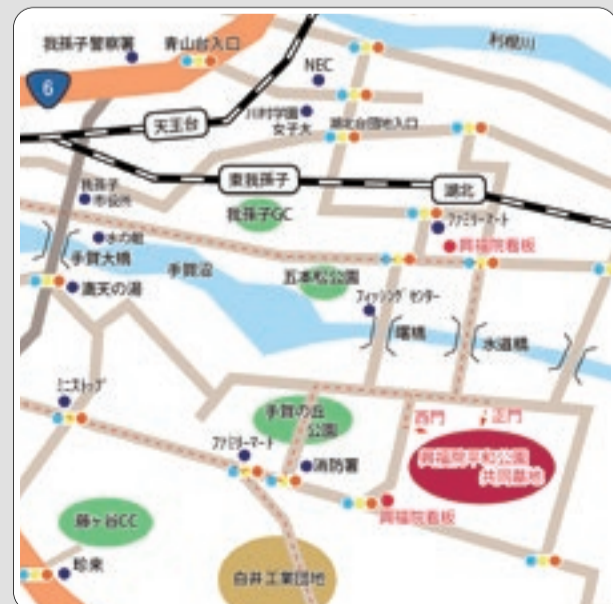 我孫子警察署
青山台入口
利根川
NEC
6
川村学園
女子大
湖北台団地入口
天王台
東我孫子
湖北
我孫子
市役所
我孫子GC
ファミリーマート
興福院看板
水の館
手賀大橋
手賀沼
満天の湯
五本松公園
フィッシングセンター
曙橋
水道橋
ミニストップ
手賀の丘
公園
西門
正門
ファミリーマート
消防署
興福院平和公園
共同墓地
興福院看板
藤ヶ谷CC
珍來
白井工業団地